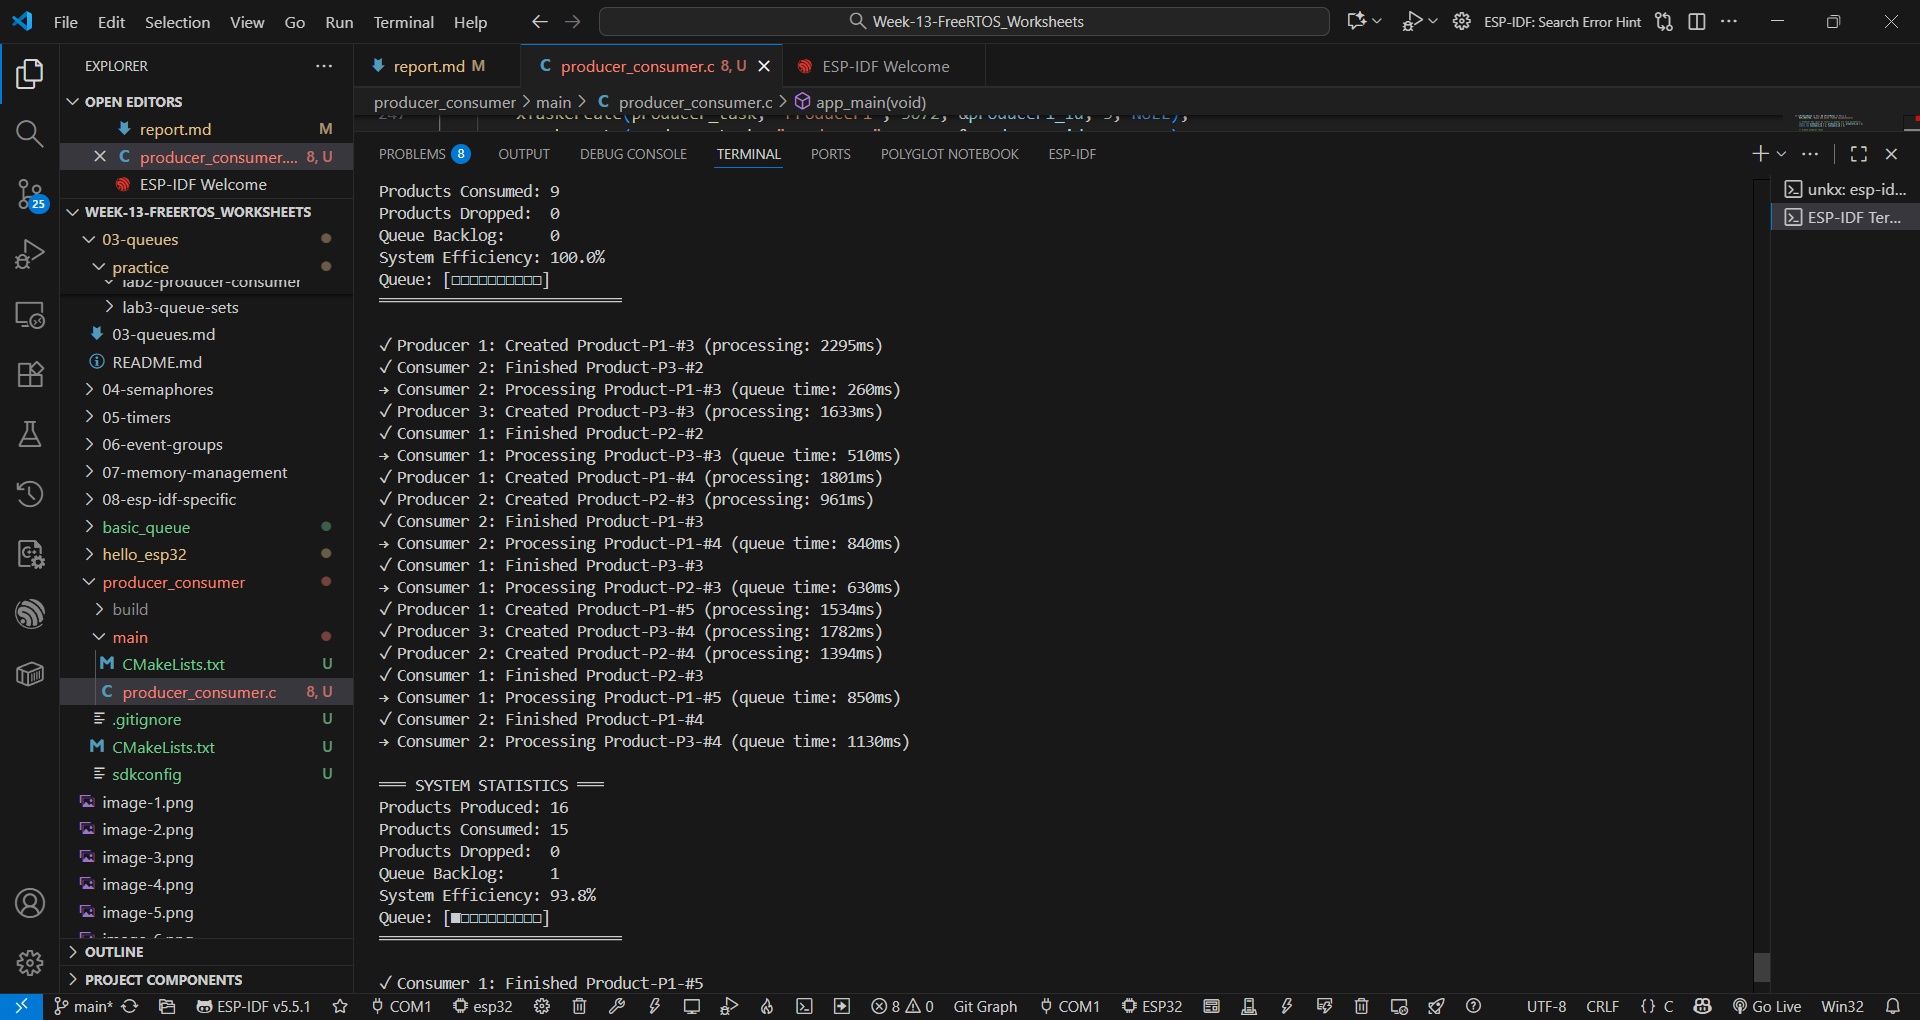 File Edit Selection View Go Run Terminal Help
Week-13-FreeRTOS_Worksheets
ESP-IDF: Search Error Hint
EXPLORER
report.md M
producer_consumer.c 8, U
ESP-IDF Welcome
OPEN EDITORS
report.md M
producer_consumer.... 8, U
ESP-IDF Welcome
WEEK-13-FREERTOS_WORKSHEETS
03-queues
practice
lab2-producer-consumer
lab3-queue-sets
03-queues.md
README.md
04-semaphores
05-timers
06-event-groups
07-memory-management
08-esp-idf-specific
basic_queue
hello_esp32
producer_consumer
build
main
CMakeLists.txt U
producer_consumer.c 8, U
.gitignore U
CMakeLists.txt U
sdkconfig U
image-1.png
image-2.png
image-3.png
image-4.png
image-5.png
OUTLINE
PROJECT COMPONENTS
25
producer_consumer > main > C producer_consumer.c > app_main(void)
PROBLEMS 8 OUTPUT DEBUG CONSOLE TERMINAL PORTS POLYGLOT NOTEBOOK ESP-IDF
unkx: esp-id...
ESP-IDF Ter...
Products Consumed: 9
Products Dropped: 0
Queue Backlog: 0
System Efficiency: 100.0%
Queue: [□□□□□□□□□□]
═══════════════════════════
✓ Producer 1: Created Product-P1-#3 (processing: 2295ms)
✓ Consumer 2: Finished Product-P3-#2
→ Consumer 2: Processing Product-P1-#3 (queue time: 260ms)
✓ Producer 3: Created Product-P3-#3 (processing: 1633ms)
✓ Consumer 1: Finished Product-P2-#2
→ Consumer 1: Processing Product-P3-#3 (queue time: 510ms)
✓ Producer 1: Created Product-P1-#4 (processing: 1801ms)
✓ Producer 2: Created Product-P2-#3 (processing: 961ms)
✓ Consumer 2: Finished Product-P1-#3
→ Consumer 2: Processing Product-P1-#4 (queue time: 840ms)
✓ Consumer 1: Finished Product-P3-#3
→ Consumer 1: Processing Product-P2-#3 (queue time: 630ms)
✓ Producer 1: Created Product-P1-#5 (processing: 1534ms)
✓ Producer 3: Created Product-P3-#4 (processing: 1782ms)
✓ Producer 2: Created Product-P2-#4 (processing: 1394ms)
✓ Consumer 1: Finished Product-P2-#3
→ Consumer 1: Processing Product-P1-#5 (queue time: 850ms)
✓ Consumer 2: Finished Product-P1-#4
→ Consumer 2: Processing Product-P3-#4 (queue time: 1130ms)
═══ SYSTEM STATISTICS ═══
Products Produced: 16
Products Consumed: 15
Products Dropped: 0
Queue Backlog: 1
System Efficiency: 93.8%
Queue: [■□□□□□□□□□]
═══════════════════════════
✓ Consumer 1: Finished Product-P1-#5
main* ESP-IDF v5.5.1 COM1 esp32 8 0 Git Graph COM1 ESP32 UTF-8 CRLF {} C Go Live Win32